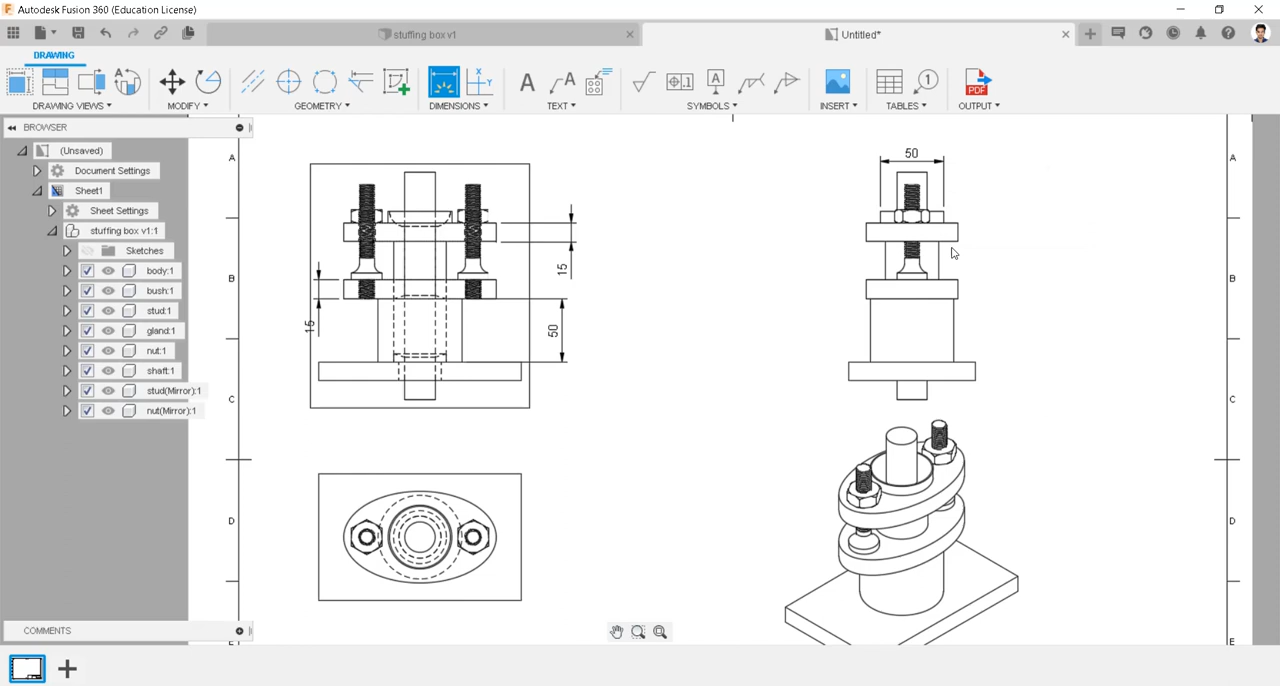 Autodesk Fusion 360 (Education License)
stuffing box v1
Untitled*
DRAWING
DRAWING VIEWS
MODIFY
GEOMETRY
DIMENSIONS
TEXT
SYMBOLS
INSERT
TABLES
OUTPUT
BROWSER
(Unsaved)
Document Settings
Sheet1
Sheet Settings
stuffing box v1:1
Sketches
body:1
bush:1
stud:1
gland:1
nut:1
shaft:1
stud(Mirror):1
nut(Mirror):1
COMMENTS
A
B
C
D
E
15
15
50
50
A
B
C
D
E
A
X
Y
A
A
A
1
PDF